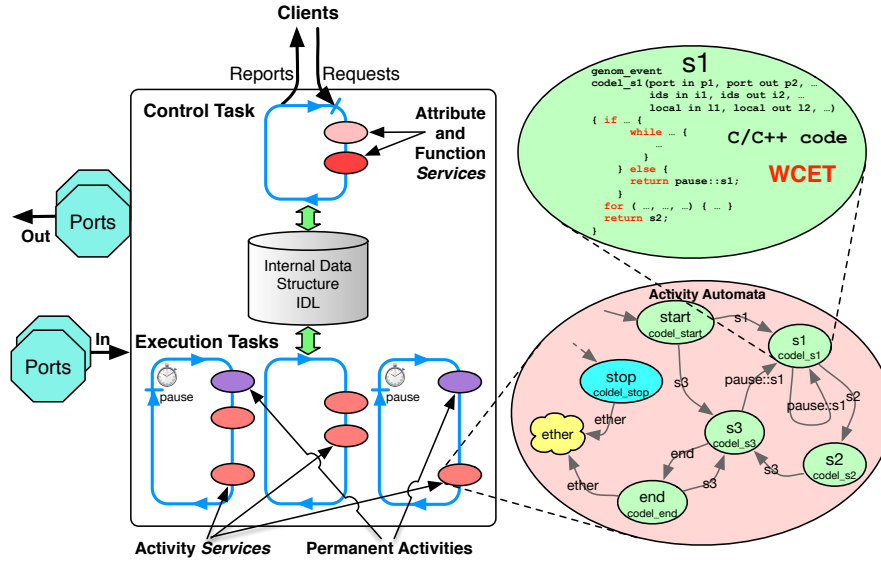 Clients
Reports
Requests
Control Task
Attribute
and
Function
Services
Ports
Out
Internal Data
Structure
IDL
In
Ports
Execution Tasks
pause
pause
Activity Services
Permanent Activities
s1
genom_event
codel_s1(port in p1, port out p2, …
ids in i1, ids out i2, …
local in l1, local out l2, …)
{ if … {
while … {
…
}
} else {
return pause::s1;
}
for ( …, …, …) { … }
return s2;
}
C/C++ code
WCET
Activity Automata
start
codel_start
s1
s1
codel_s1
stop
coldel_stop
s3
pause::s1
pause::s1
s2
ether
ether
s3
codel_s3
end
s2
codel_s2
s3
ether
s3
end
codel_end